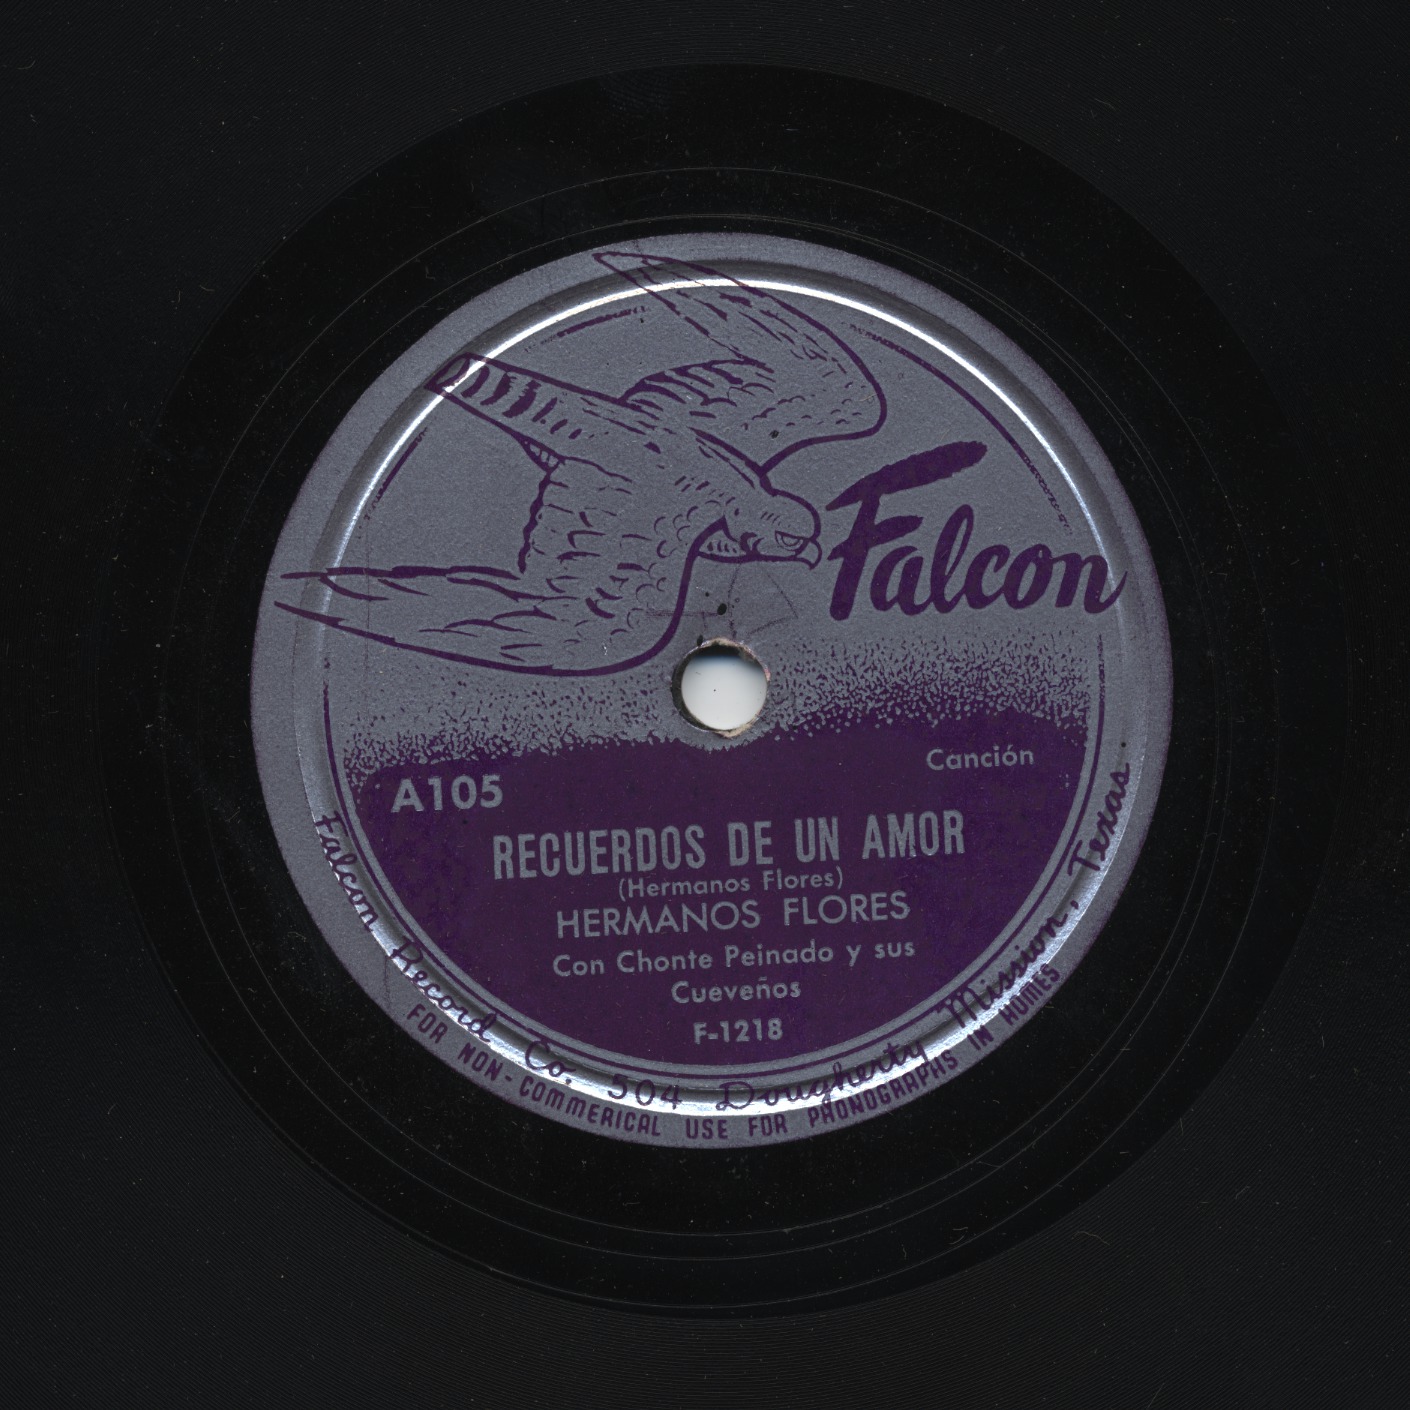 Falcon
Canción
A105
RECUERDOS DE UN AMOR
(Hermanos Flores)
HERMANOS FLORES
Con Chonte Peinado y sus
Cueveños
F-1218
Falcon Record Co. 504 Dougherty Mission, Texas
FOR NON-COMMERICAL USE FOR PHONOGRAPHS IN HOMES